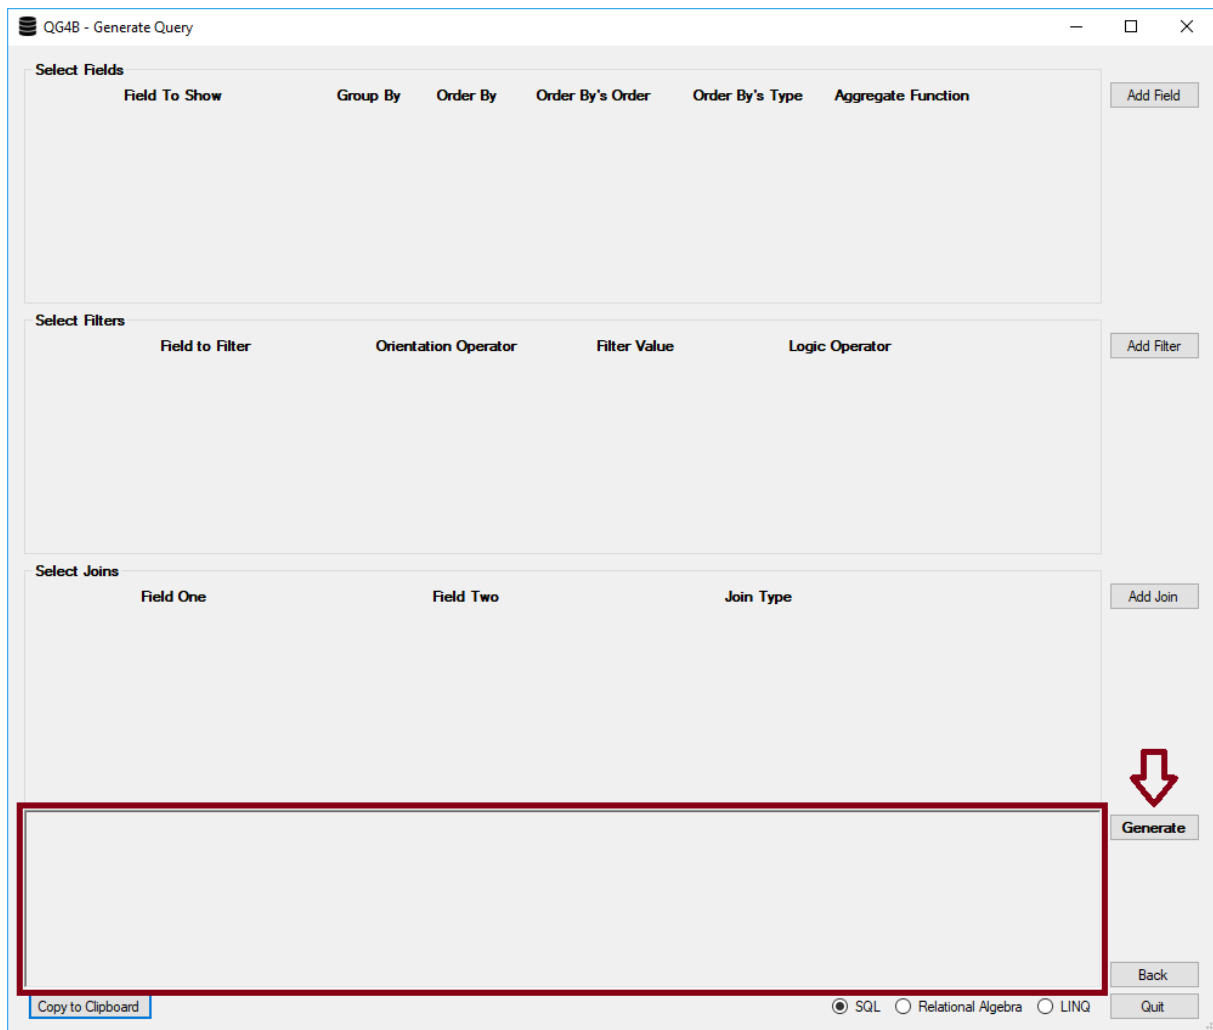 QG4B - Generate Query
Select Fields
Field To Show Group By Order By Order By's Order Order By's Type Aggregate Function Add Field
Select Filters
Field to Filter Orientation Operator Filter Value Logic Operator Add Filter
Select Joins
Field One Field Two Join Type Add Join
Generate
Back
Copy to Clipboard SQL Relational Algebra LINQ Quit